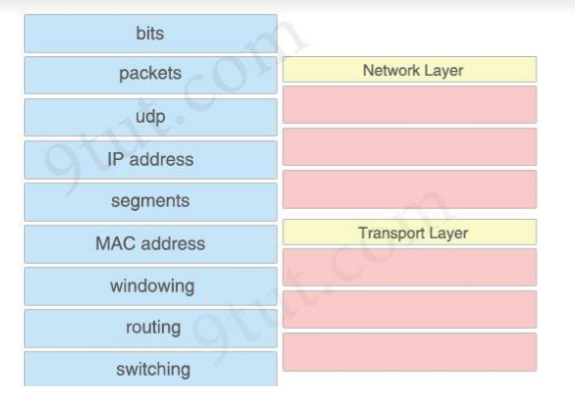 bits
packets
udp
IP address
segments
MAC address
windowing
routing
switching
Network Layer
Transport Layer
9tut.com
9tut.com